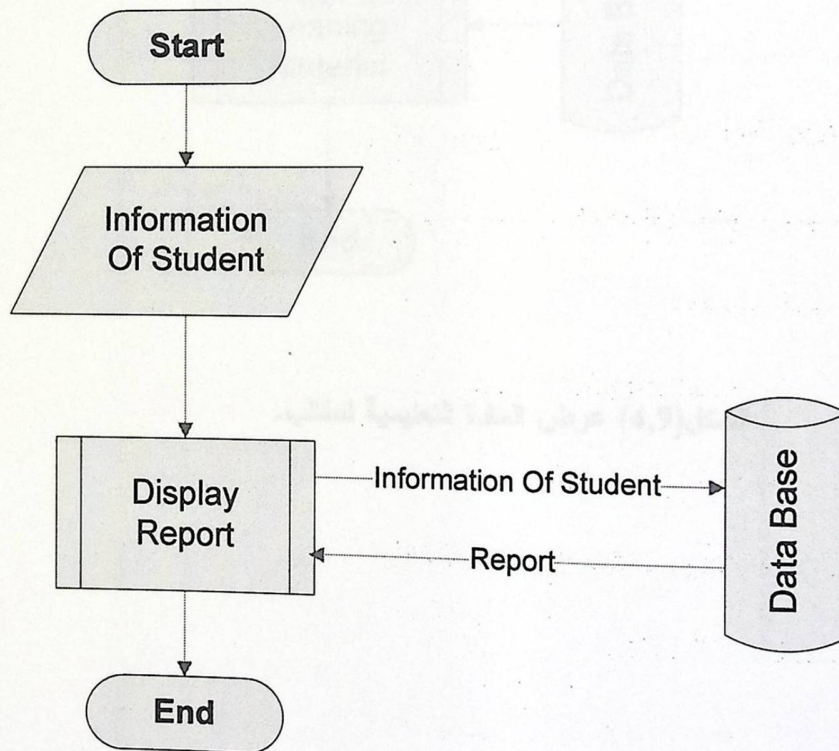 Start
Information
Of Student
Display
Report
Information Of Student
Report
Data Base
End